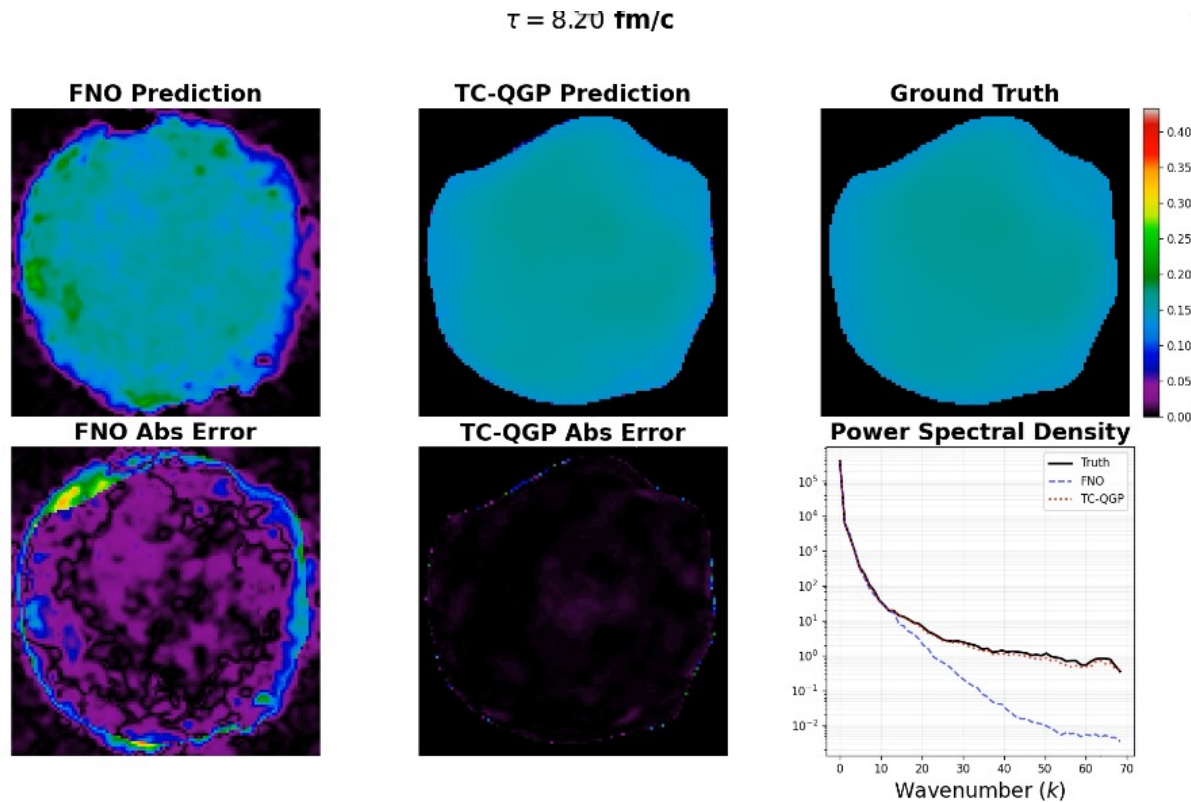 τ = 8.20 fm/c
FNO Prediction
TC-QGP Prediction
Ground Truth
0.40
0.35
0.30
0.25
0.20
0.15
0.10
0.05
0.00
FNO Abs Error
TC-QGP Abs Error
Power Spectral Density
Truth
FNO
TC-QGP
10⁵
10⁴
10³
10²
10¹
10⁰
10⁻¹
10⁻²
0 10 20 30 40 50 60 70
Wavenumber (k)